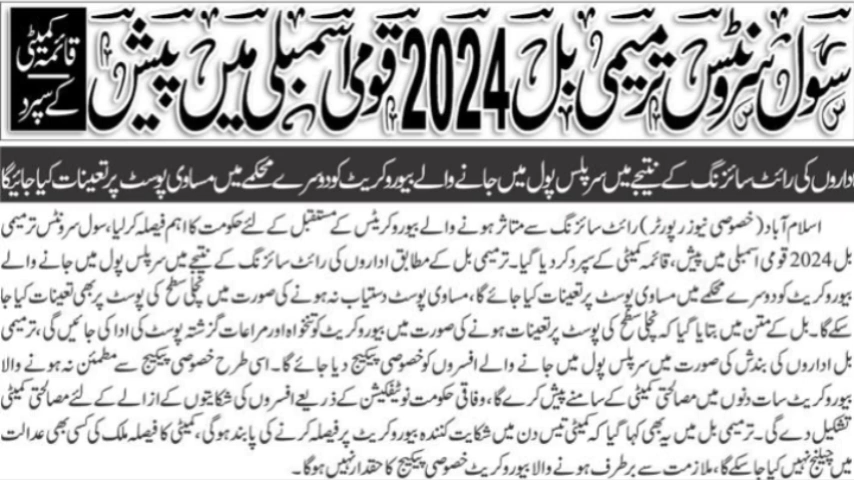 سول سرونٹس ترمیمی بل 2024 قومی اسمبلی میں پیش
قائمہ کمیٹی
کے سپرد
اداروں کی رائٹ سائزنگ کے نتیجے میں سرپلس پول میں جانے والے بیوروکریٹ کو دوسرے محکمے میں مساوی پوسٹ پر تعینات کیا جائیگا
اسلام آباد (خصوصی نیوز رپورٹر) رائٹ سائزنگ سے متاثر ہونے والے بیوروکریٹس کے مستقبل کے لئے حکومت کا اہم فیصلہ کرلیا، سول سرونٹس ترمیمی
بل 2024 قومی اسمبلی میں پیش، قائمہ کمیٹی کے سپرد کر دیا گیا۔ ترمیمی بل کے مطابق اداروں کی رائٹ سائزنگ کے نتیجے میں سرپلس پول میں جانے والے
بیوروکریٹ کو دوسرے محکمے میں مساوی پوسٹ پر تعینات کیا جائے گا، مساوی پوسٹ دستیاب نہ ہونے کی صورت میں نچلی سطح کی پوسٹ پر بھی تعینات کیا جا
سکے گا۔ بل کے متن میں بتایا گیا کہ نچلی سطح کی پوسٹ پر تعینات ہونے کی صورت میں بیوروکریٹ کو تنخواہ اور مراعات گزشتہ پوسٹ کی ادا کی جائیں گی، ترمیمی
بل اداروں کی بندش کی صورت میں سرپلس پول میں جانے والے افسروں کو خصوصی پیکیج دیا جائے گا۔ اسی طرح خصوصی پیکیج سے مطمئن نہ ہونے والا
بیوروکریٹ سات دنوں میں مصالحتی کمیٹی کے سامنے پیش کرے گا، وفاقی حکومت نوٹیفکیشن کے ذریعے افسروں کی شکایتوں کے ازالے کے لئے مصالحتی کمیٹی
تشکیل دے گی۔ ترمیمی بل میں یہ بھی کہا گیا کہ کمیٹی تیس دن میں شکایت کنندہ بیوروکریٹ پر فیصلہ کرنے کی پابند ہوگی، کمیٹی کا فیصلہ ملک کی کسی بھی عدالت
میں چیلنج نہیں کیا جا سکے گا، ملازمت سے برطرف ہونے والا بیوروکریٹ خصوصی پیکیج کا حقدار نہیں ہوگا۔